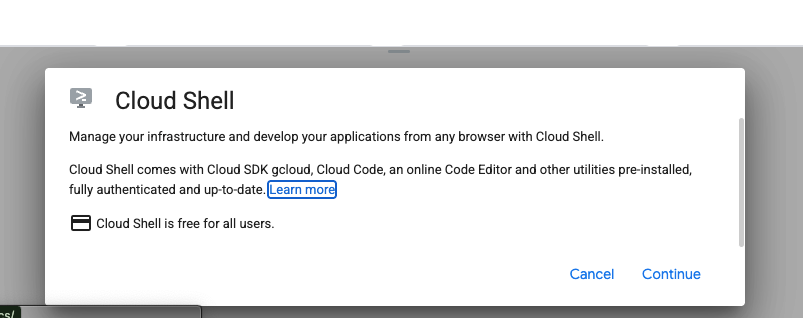 Cloud Shell
Manage your infrastructure and develop your applications from any browser with Cloud Shell.
Cloud Shell comes with Cloud SDK gcloud, Cloud Code, an online Code Editor and other utilities pre-installed,
fully authenticated and up-to-date. Learn more
Cloud Shell is free for all users.
Cancel Continue
cs/